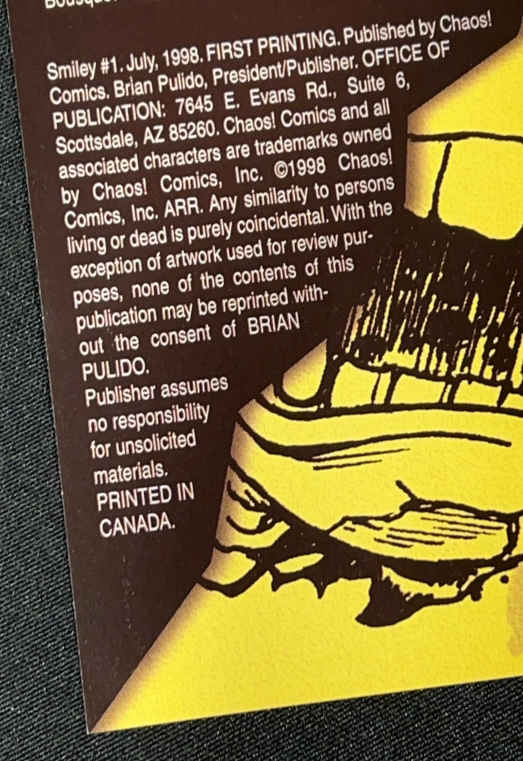 Smiley #1. July, 1998. FIRST PRINTING. Published by Chaos!
Comics. Brian Pulido, President/Publisher. OFFICE OF
PUBLICATION: 7645 E. Evans Rd., Suite 6,
Scottsdale, AZ 85260. Chaos! Comics and all
associated characters are trademarks owned
by Chaos! Comics, Inc. ©1998 Chaos!
Comics, Inc. ARR. Any similarity to persons
living or dead is purely coincidental. With the
exception of artwork used for review pur-
poses, none of the contents of this
publication may be reprinted with-
out the consent of BRIAN
PULIDO.
Publisher assumes
no responsibility
for unsolicited
materials.
PRINTED IN
CANADA.